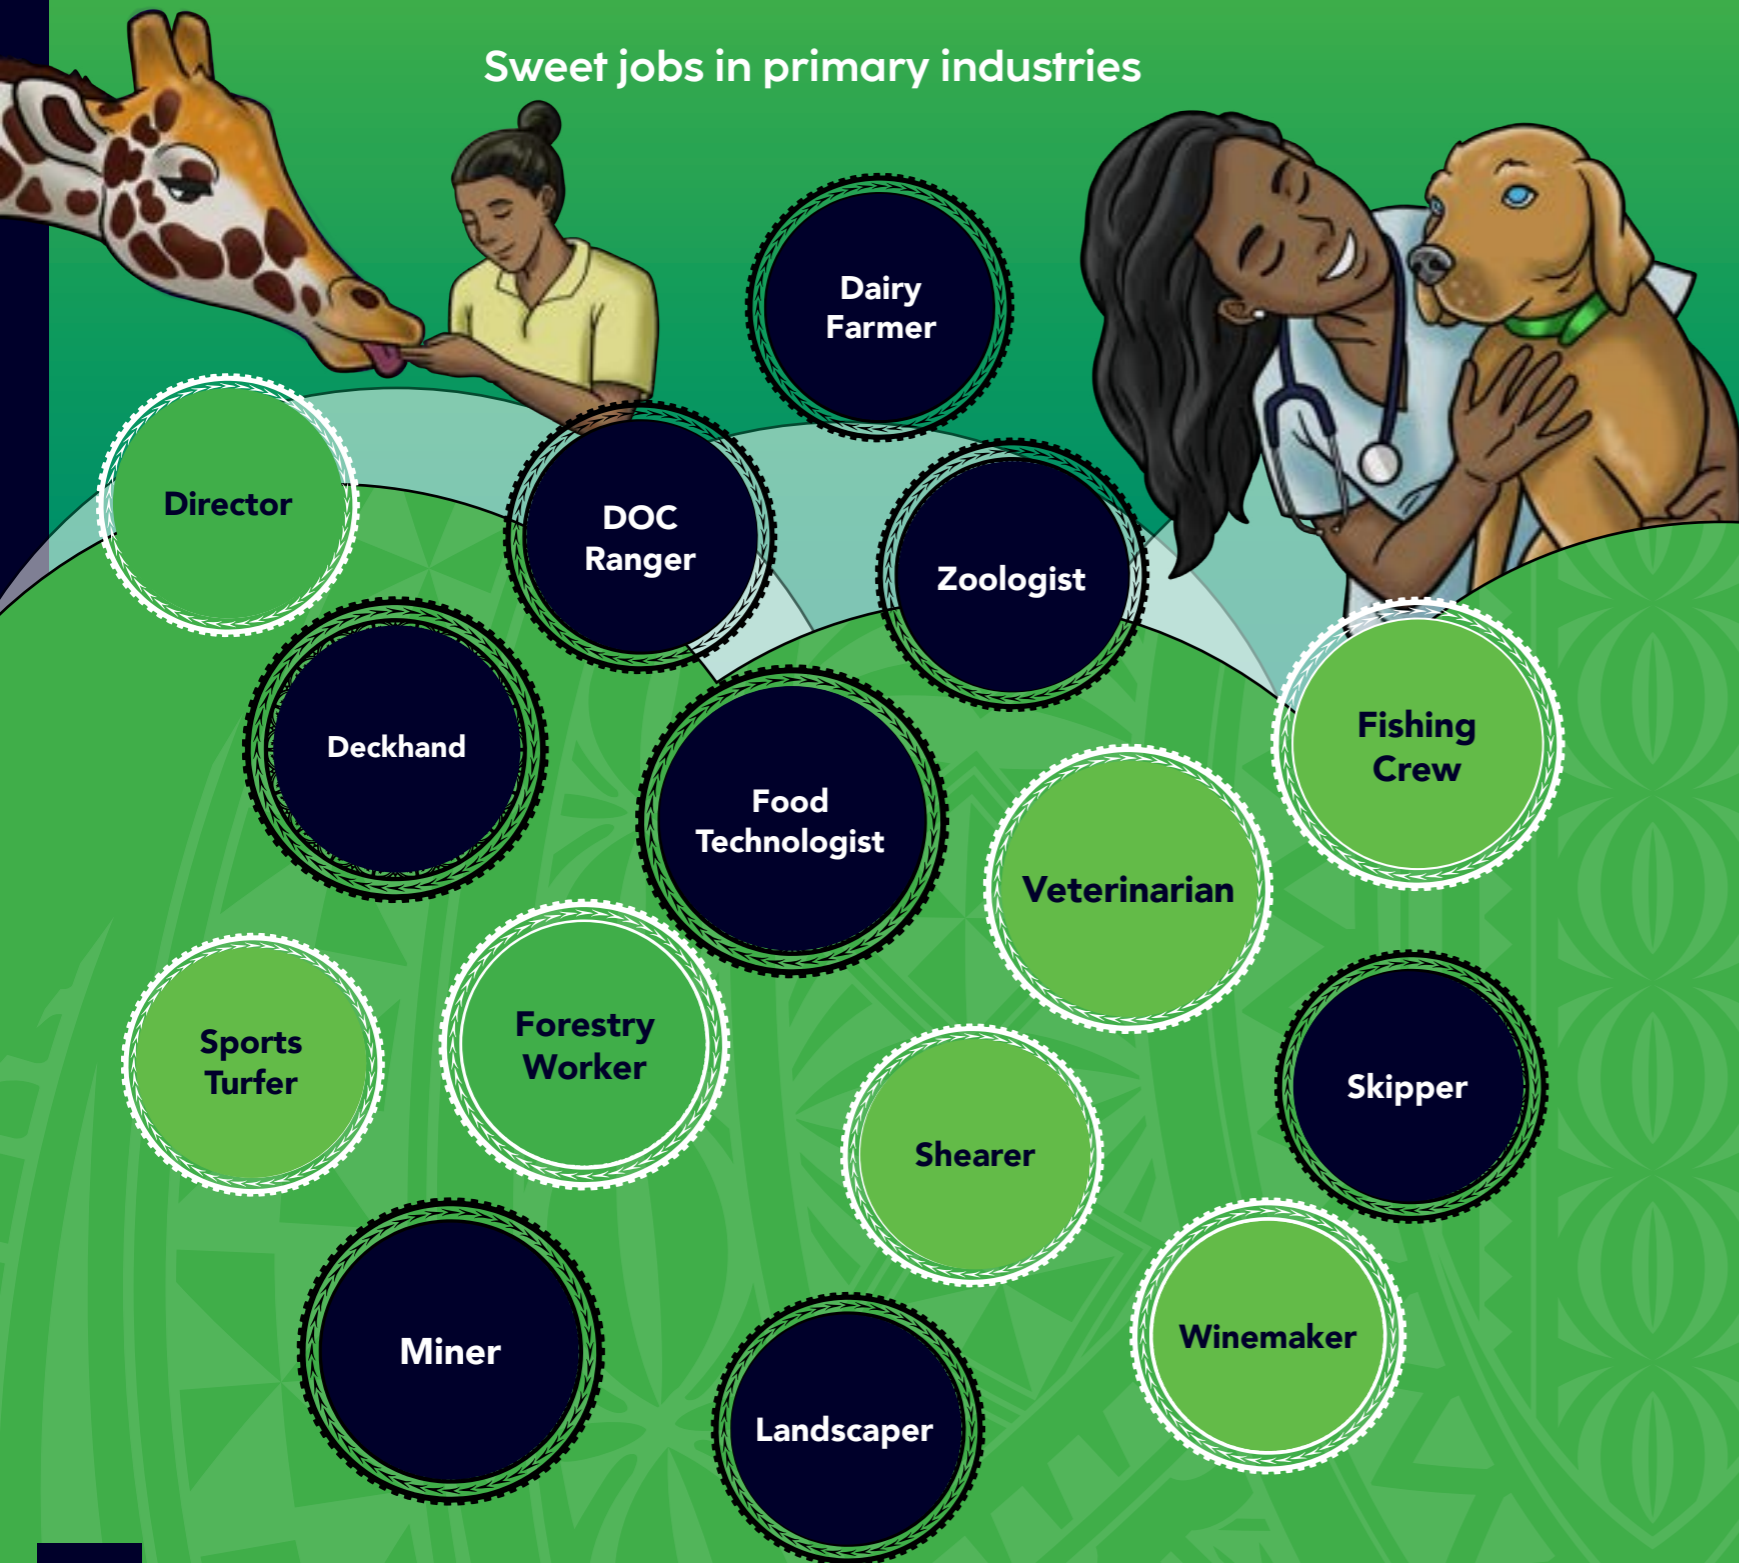 Sweet jobs in primary industries
Dairy
Farmer
Director
DOC
Ranger
Zoologist
Deckhand
Food
Technologist
Fishing
Crew
Veterinarian
Sports
Turfer
Forestry
Worker
Shearer
Skipper
Miner
Landscaper
Winemaker